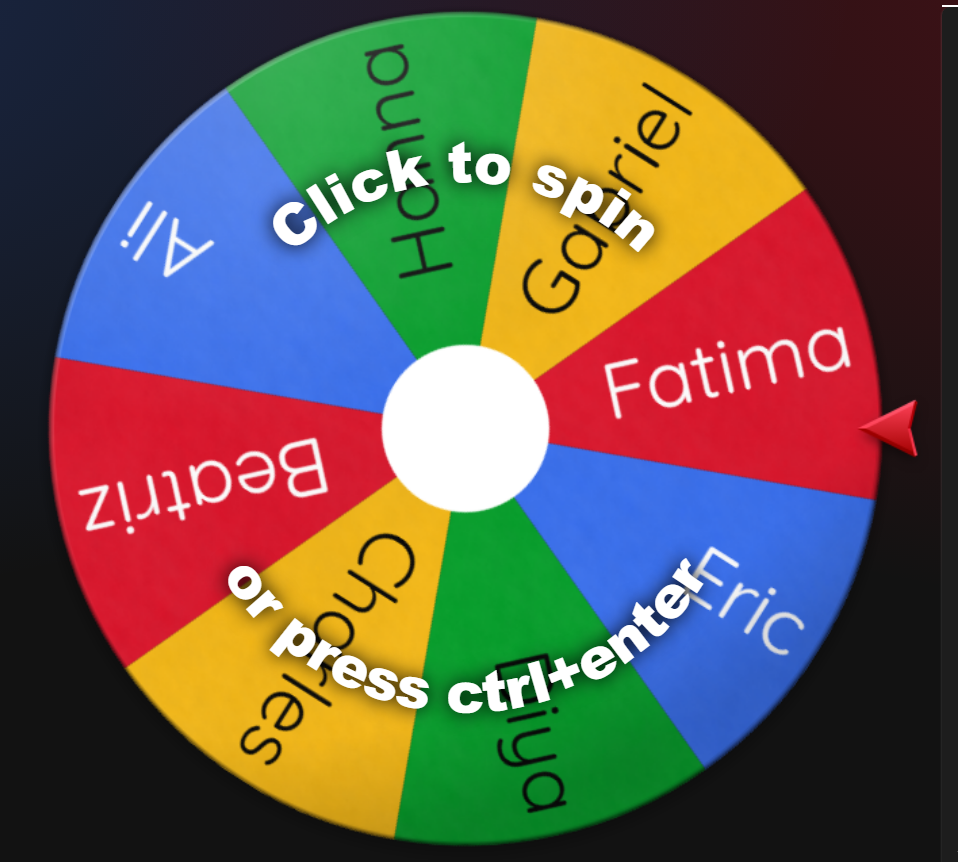 Click to spin
or press ctrl+enter
Ali
Beatriz
Charles
Diya
Eric
Fatima
Gabriel
Hanna